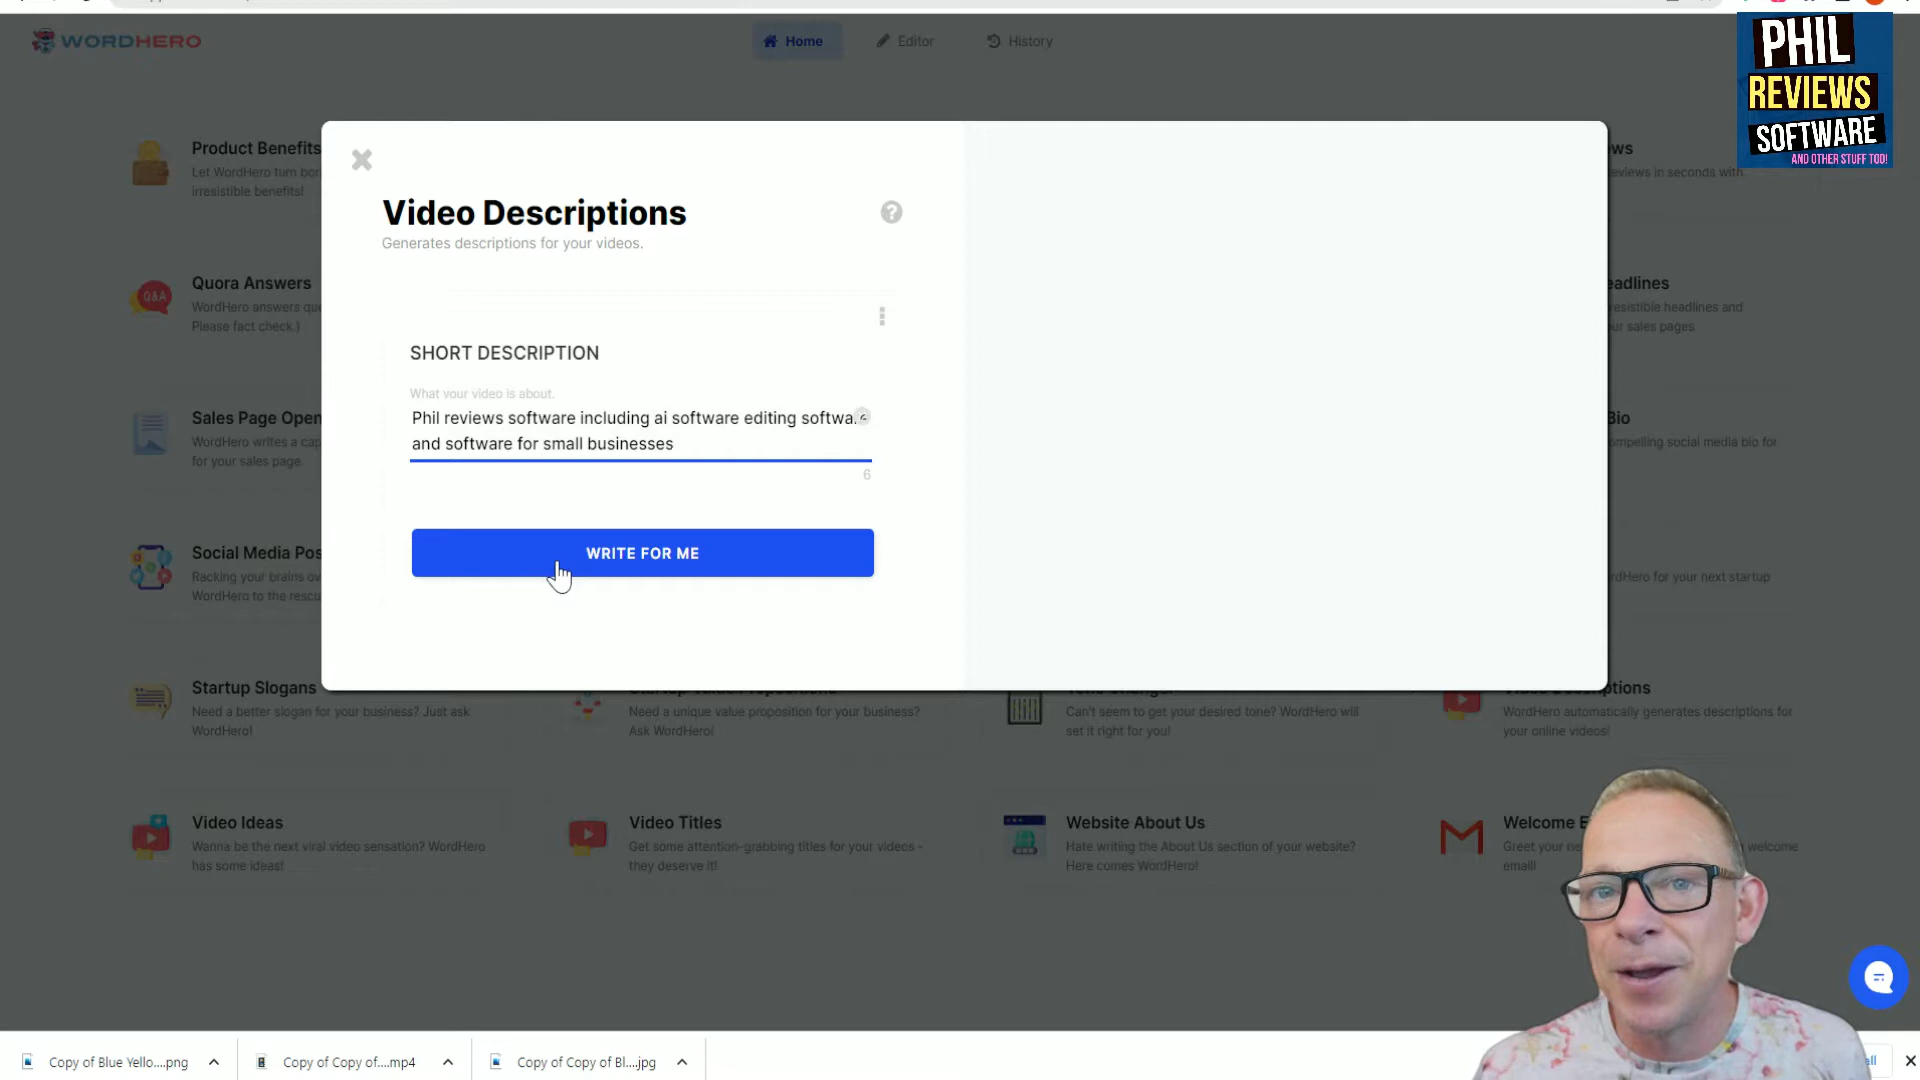 WORDHERO
Home
Editor
History
PHIL
REVIEWS
SOFTWARE
AND OTHER STUFF TOO!
Product Benefits
Let WordHero turn bor
irresistible benefits!
ws
eviews in seconds with
Video Descriptions
Generates descriptions for your videos.
Quora Answers
WordHero answers que
Please fact check.)
eadlines
resistible headlines and
ur sales pages
SHORT DESCRIPTION
What your video is about.
Phil reviews software including ai software editing softwa
and software for small businesses
6
Sales Page Open
WordHero writes a cap
for your sales page.
Bio
mpelling social media bio for
WRITE FOR ME
Social Media Pos
Racking your brains ov
WordHero to the rescu
rdHero for your next startup
Startup Slogans
Need a better slogan for your business? Just ask
WordHero!
Need a unique value proposition for your business?
Ask WordHero!
Can't seem to get your desired tone? WordHero will
set it right for you!
ptions
WordHero automatically generates descriptions for
your online videos!
Video Ideas
Wanna be the next viral video sensation? WordHero
has some ideas!
Video Titles
Get some attention-grabbing titles for your videos -
they deserve it!
Website About Us
Hate writing the About Us section of your website?
Here comes WordHero!
Welcome E
Greet your ne
welcome
email!
Copy of Blue Yello....png
Copy of Copy of....mp4
Copy of Copy of Bl....jpg
all